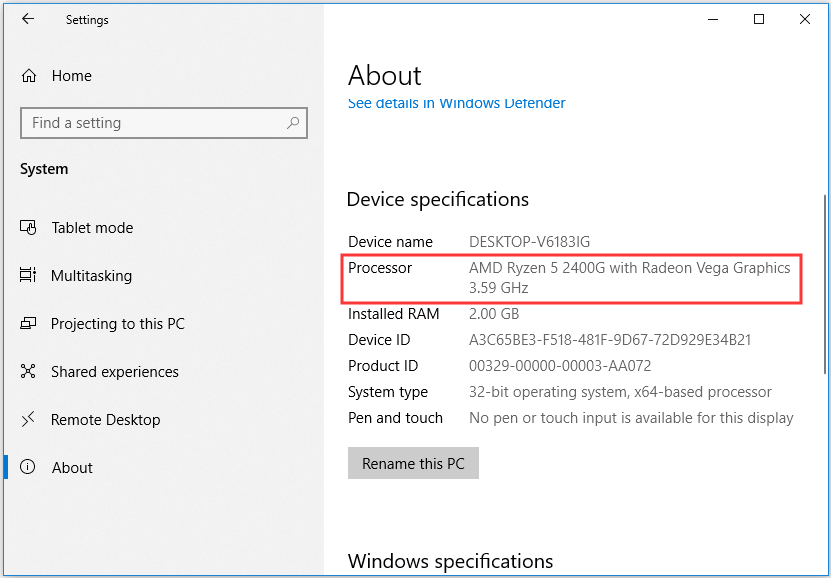 Settings
Home
Find a setting
System
Tablet mode
Multitasking
Projecting to this PC
Shared experiences
Remote Desktop
About
About
See details in Windows Defender
Device specifications
Device name DESKTOP-V6183IG
Processor AMD Ryzen 5 2400G with Radeon Vega Graphics
3.59 GHz
Installed RAM 2.00 GB
Device ID A3C65BE3-F518-481F-9D67-72D929E34B21
Product ID 00329-00000-00003-AA072
System type 32-bit operating system, x64-based processor
Pen and touch No pen or touch input is available for this display
Rename this PC
Windows specifications